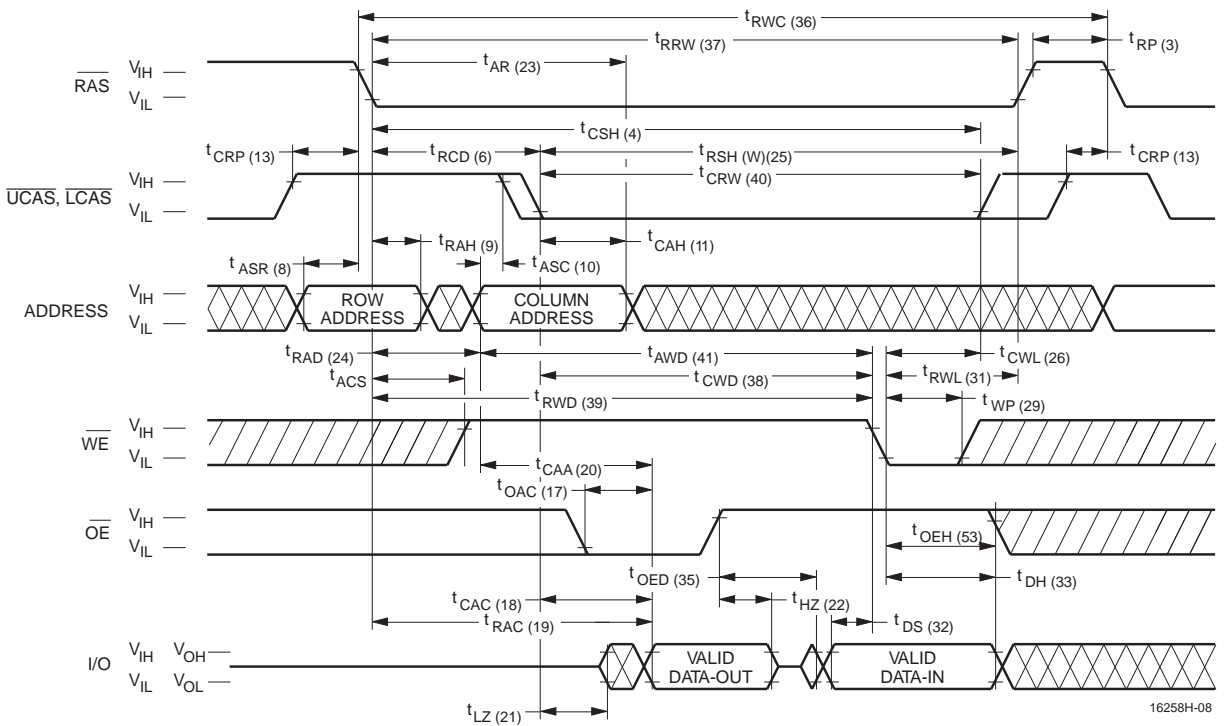 tRWC (36)
tRRW (37)
tRP (3)
tAR (23)
RAS
VIH
VIL
tCSH (4)
tCRP (13)
tRCD (6)
tRSH (W)(25)
tCRP (13)
tCRW (40)
UCAS, LCAS
VIH
VIL
tRAH (9)
tCAH (11)
tASR (8)
tASC (10)
ADDRESS
VIH
VIL
ROW
ADDRESS
COLUMN
ADDRESS
tRAD (24)
tAWD (41)
tCWL (26)
tACS
tCWD (38)
tRWL (31)
tRWD (39)
tWP (29)
WE
VIH
VIL
tCAA (20)
tOAC (17)
OE
VIH
VIL
tOEH (53)
tOED (35)
tDH (33)
tCAC (18)
tHZ (22)
tRAC (19)
tDS (32)
I/O
VIH VOH
VIL VOL
VALID
DATA-OUT
VALID
DATA-IN
tLZ (21)
16258H-08